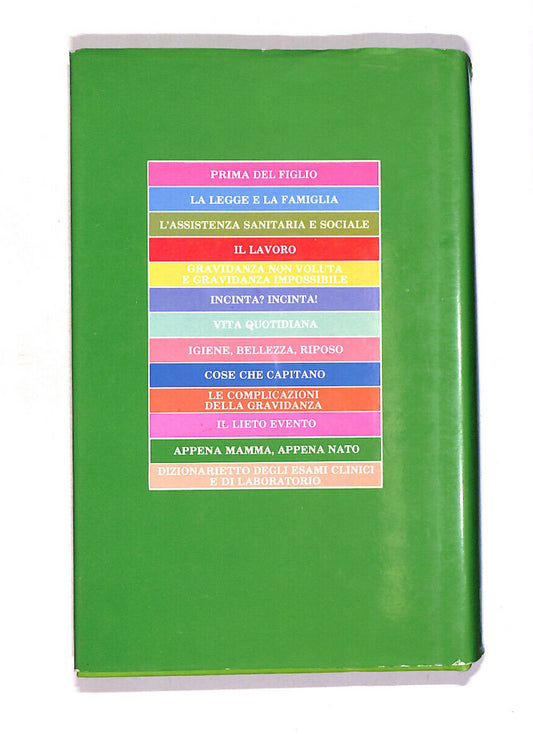 PRIMA DEL FIGLIO
LA LEGGE E LA FAMIGLIA
L'ASSISTENZA SANITARIA E SOCIALE
IL LAVORO
GRAVIDANZA NON VOLUTA
E GRAVIDANZA IMPOSSIBILE
INCINTA? INCINTA!
VITA QUOTIDIANA
IGIENE, BELLEZZA, RIPOSO
COSE CHE CAPITANO
LE COMPLICAZIONI
DELLA GRAVIDANZA
IL LIETO EVENTO
APPENA MAMMA, APPENA NATO
DIZIONARIETTO DEGLI ESAMI CLINICI
E DI LABORATORIO